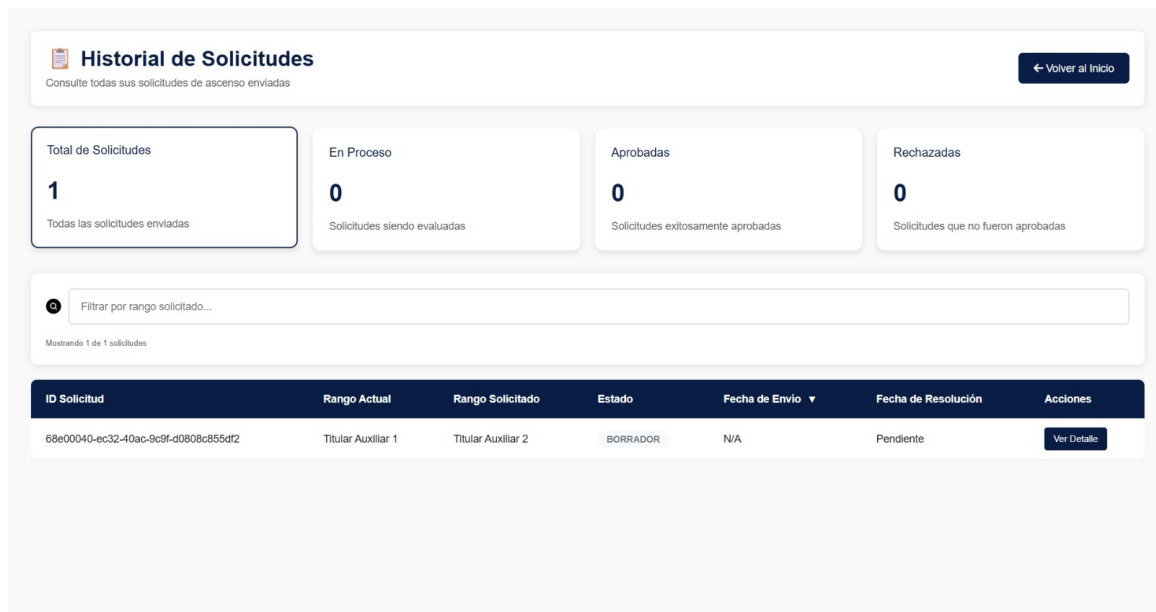 Historial de Solicitudes
Consulte todas sus solicitudes de ascenso enviadas
← Volver al Inicio
Total de Solicitudes
1
Todas las solicitudes enviadas
En Proceso
0
Solicitudes siendo evaluadas
Aprobadas
0
Solicitudes exitosamente aprobadas
Rechazadas
0
Solicitudes que no fueron aprobadas
Filtrar por rango solicitado...
Mostrando 1 de 1 solicitudes
ID Solicitud Rango Actual Rango Solicitado Estado Fecha de Envío ▼ Fecha de Resolución Acciones
68e00040-ec32-40ac-9c9f-d0808c855df2 Titular Auxiliar 1 Titular Auxiliar 2 BORRADOR N/A Pendiente Ver Detalle